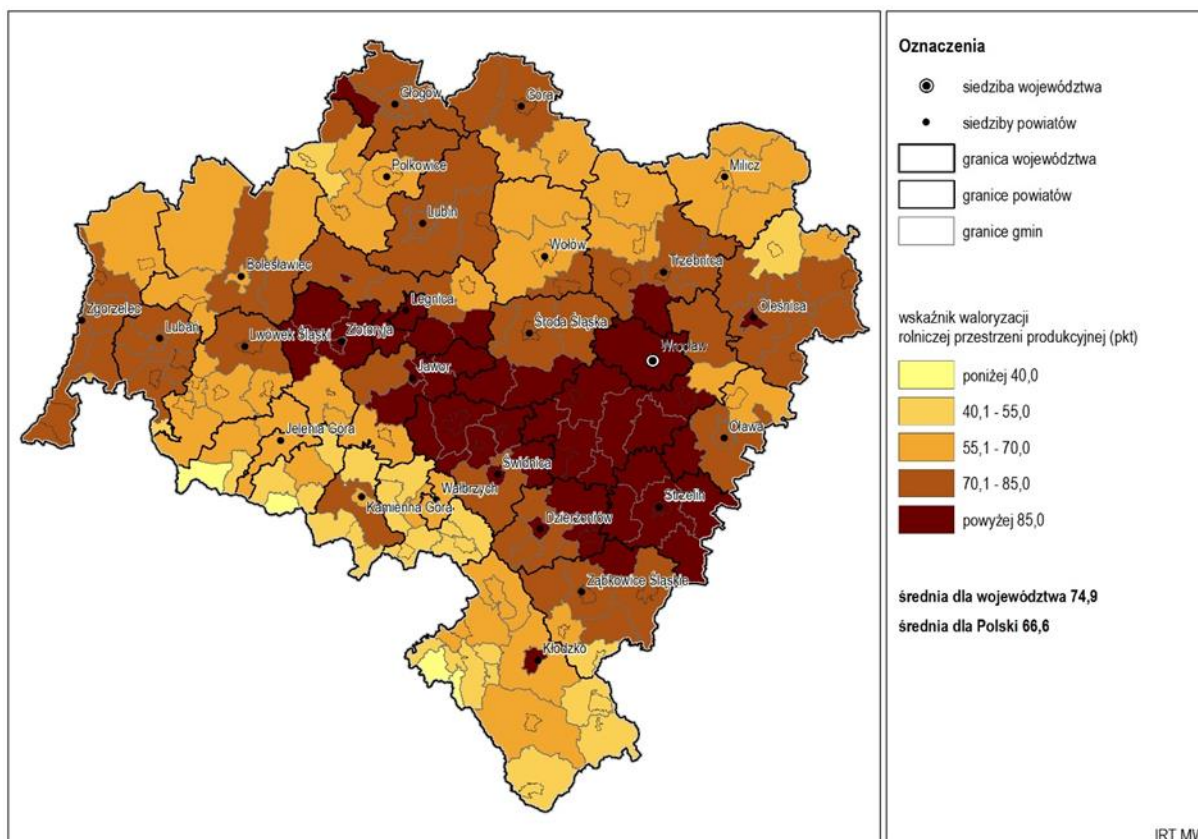 Głogów
Góra
Polkowice
Milicz
Lubin
Wołów
Trzebnica
Bolesławiec
Oleśnica
Zgorzelec
Legnica
Lubań
Lwówek Śląski
Złotoryja
Środa Śląska
Wrocław
Jawor
Jelenia Góra
Oława
Świdnica
Wałbrzych
Kamienna Góra
Strzelin
Dzierżoniów
Ząbkowice Śląskie
Kłodzko
Oznaczenia
siedziba województwa
siedziby powiatów
granica województwa
granice powiatów
granice gmin
wskaźnik waloryzacji
rolniczej przestrzeni produkcyjnej (pkt)
poniżej 40,0
40,1 - 55,0
55,1 - 70,0
70,1 - 85,0
powyżej 85,0
średnia dla województwa 74,9
średnia dla Polski 66,6